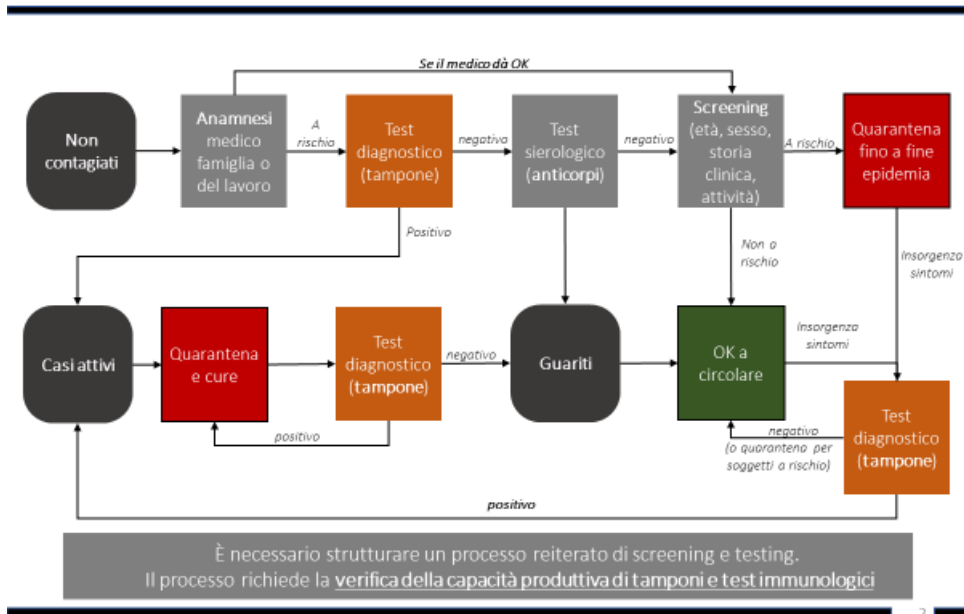 Se il medico dà OK
Non
contagiati
Anamnesi
medico
famiglia o
del lavoro
A
rischio
Test
diagnostico
(tampone)
negativo
Test
sierologico
(anticorpi)
negativo
Screening
(età, sesso,
storia
clinica,
attività)
A rischio
Quarantena
fino a fine
epidemia
Positivo
Non a
rischio
Insorgenza
sintomi
Casi attivi
Quarantena
e cure
Test
diagnostico
(tampone)
negativo
Guariti
OK a
circolare
Insorgenza
sintomi
positivo
negativo
(o quarantena per
soggetti a rischio)
Test
diagnostico
(tampone)
positivo
È necessario strutturare un processo reiterato di screening e testing.
Il processo richiede la verifica della capacità produttiva di tamponi e test immunologici